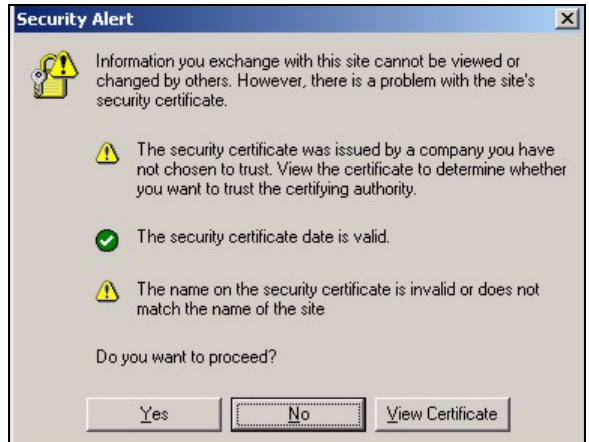 Security Alert
Information you exchange with this site cannot be viewed or
changed by others. However, there is a problem with the site's
security certificate.
The security certificate was issued by a company you have
not chosen to trust. View the certificate to determine whether
you want to trust the certifying authority.
The security certificate date is valid.
The name on the security certificate is invalid or does not
match the name of the site
Do you want to proceed?
Yes
No
View Certificate